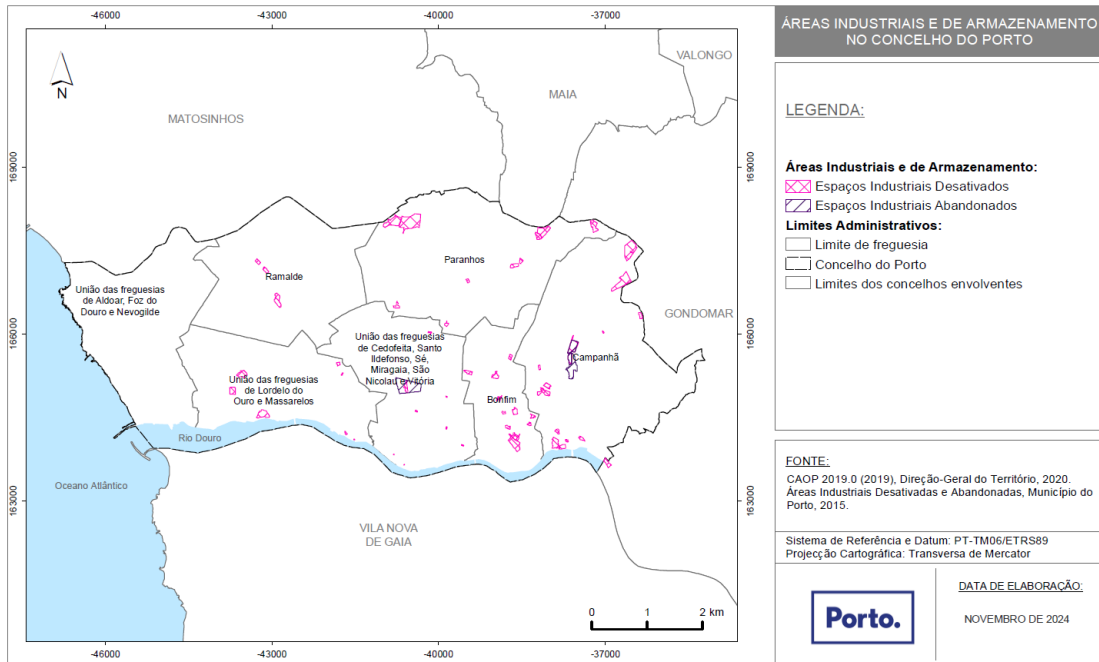 -46000
-43000
-40000
-37000
ÁREAS INDUSTRIAIS E DE ARMAZENAMENTO
NO CONCELHO DO PORTO
VALONGO
N
MAIA
MATOSINHOS
169000
169000
LEGENDA:
Áreas Industriais e de Armazenamento:
Espaços Industriais Desativados
Espaços Industriais Abandonados
Limites Administrativos:
Limite de freguesia
Concelho do Porto
Limites dos concelhos envolventes
Paranhos
Ramalde
União das freguesias
de Aldoar, Foz do
Douro e Nevogilde
GONDOMAR
166000
166000
União das freguesias
de Cedofeita, Santo
Ildefonso, Sé,
Miragaia, São
Nicolau e Vitória
Campanhã
União das freguesias
de Lordelo do
Ouro e Massarelos
Bonfim
Rio Douro
Oceano Atlântico
163000
163000
VILA NOVA
DE GAIA
FONTE:
CAOP 2019.0 (2019), Direção-Geral do Território, 2020.
Áreas Industriais Desativadas e Abandonadas, Município do
Porto, 2015.
Sistema de Referência e Datum: PT-TM06/ETRS89
Projecção Cartográfica: Transversa de Mercator
0 1 2 km
Porto.
DATA DE ELABORAÇÃO:
NOVEMBRO DE 2024
-46000
-43000
-40000
-37000